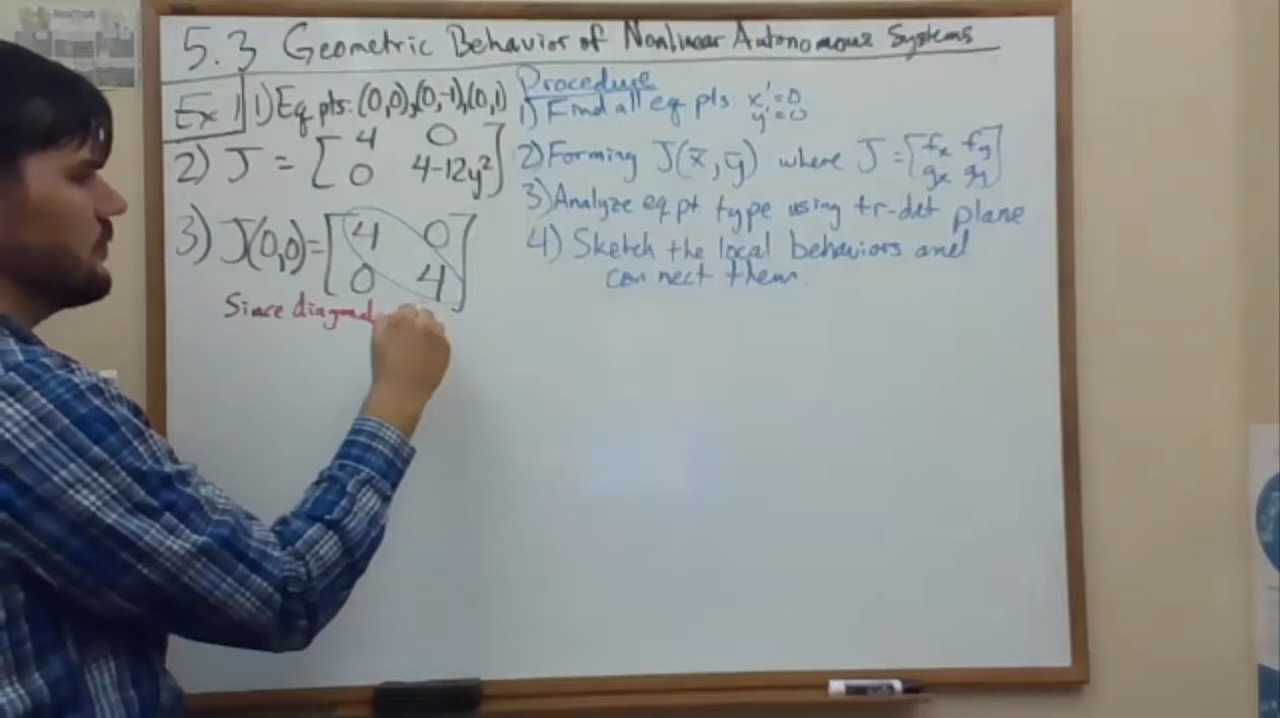 5.3 Geometric Behavior of Nonlinear Autonomous Systems
Ex 1
1) Eq pts: (0,0),(0,-1),(0,1)
2) J = [4 0
0 4-12y²]
3) J(0,0)= [4 0
0 4]
Since diagonal
Procedure
1) Find all eq pts: x'=0
y'=0
2) Forming J(x̄,ȳ) where J = [fx fy
gx gy]
3) Analyze eq pt type using tr-det plane
4) Sketch the local behaviors and
connect them.